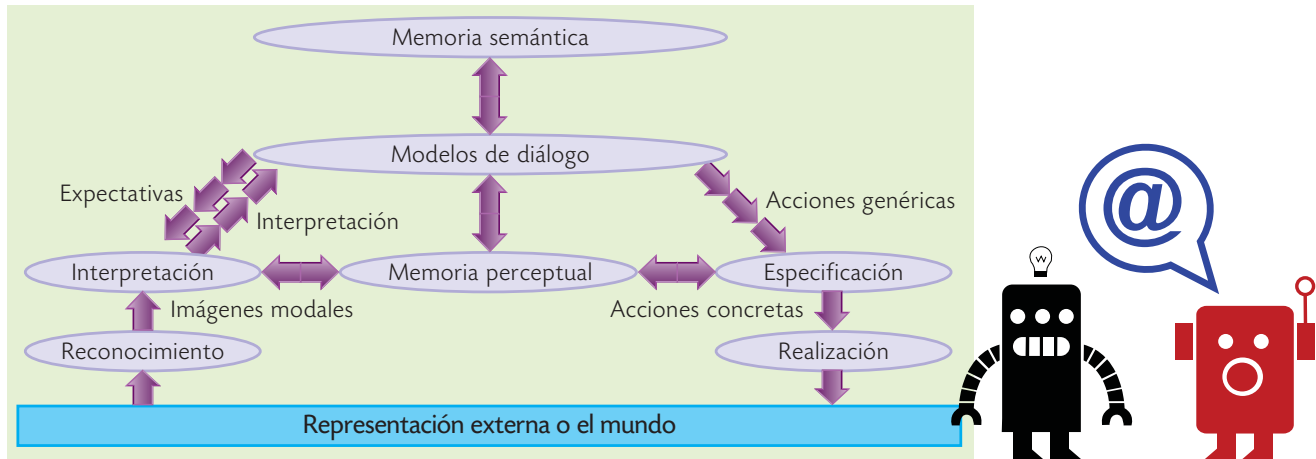 Memoria semántica
Modelos de diálogo
Expectativas
Interpretación
Acciones genéricas
Interpretación
Memoria perceptual
Especificación
Imágenes modales
Acciones concretas
Reconocimiento
Realización
Representación externa o el mundo
@